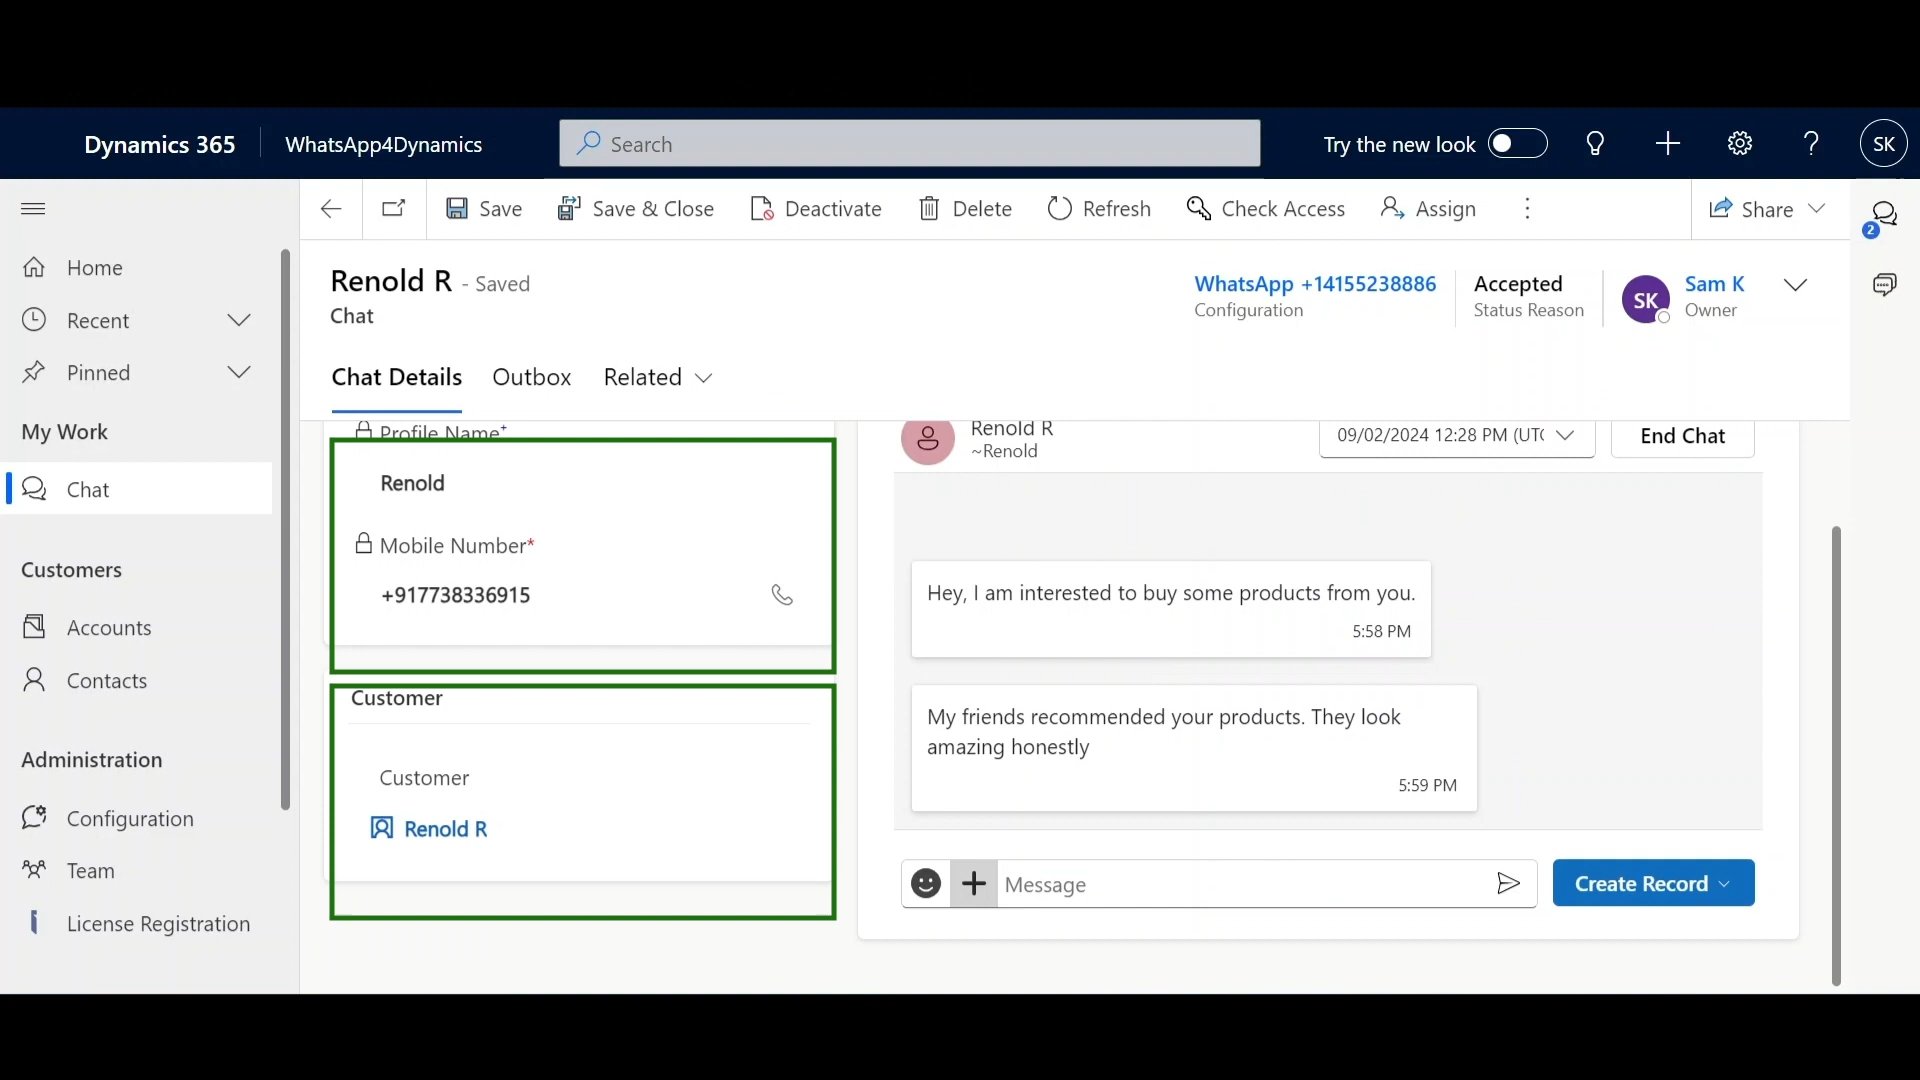 Dynamics 365
WhatsApp4Dynamics
Search
Try the new look
SK
Home
Recent
Pinned
My Work
Chat
Customers
Accounts
Contacts
Administration
Configuration
Team
License Registration
Save
Save & Close
Deactivate
Delete
Refresh
Check Access
Assign
Share
2
Renold R - Saved
Chat
WhatsApp +14155238886
Configuration
Accepted
Status Reason
SK
Sam K
Owner
Chat Details
Outbox
Related
Profile Name*
Renold
Mobile Number*
+917738336915
Customer
Customer
Renold R
Renold R
~Renold
09/02/2024 12:28 PM (UTC
End Chat
Hey, I am interested to buy some products from you.
5:58 PM
My friends recommended your products. They look
amazing honestly
5:59 PM
Message
Create Record